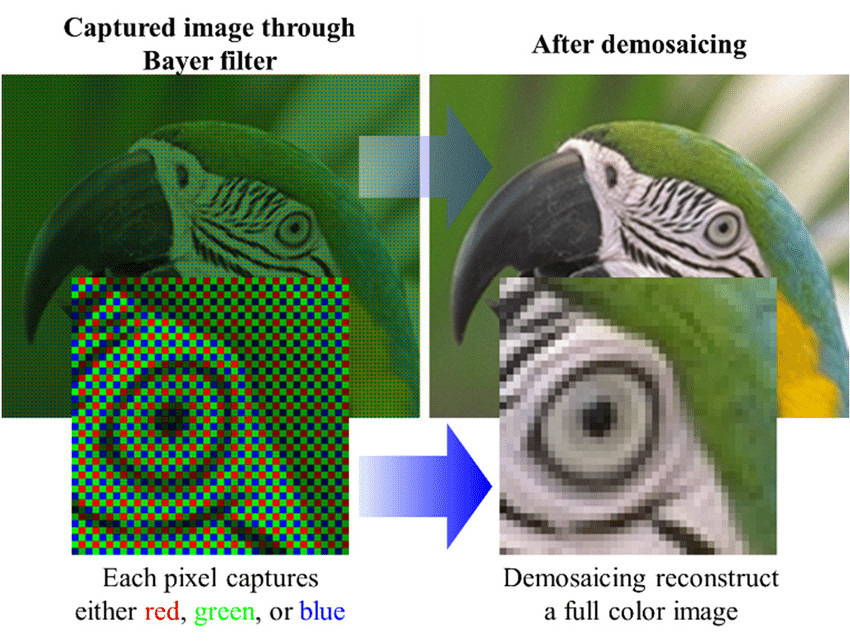 Captured image through
Bayer filter
After demosaicing
Each pixel captures
either red, green, or blue
Demosaicing reconstruct
a full color image